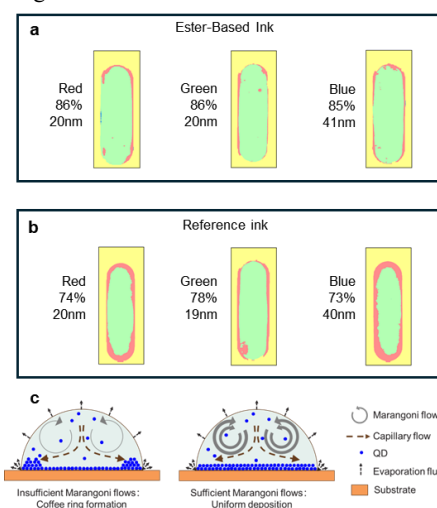 a
Ester-Based Ink
Red
86%
20nm
Green
86%
20nm
Blue
85%
41nm
b
Reference ink
Red
74%
20nm
Green
78%
19nm
Blue
73%
40nm
c
Marangoni flow
Capillary flow
QD
Evaporation flu
Substrate
Insufficient Marangoni flows:
Coffee ring formation
Sufficient Marangoni flows:
Uniform deposition